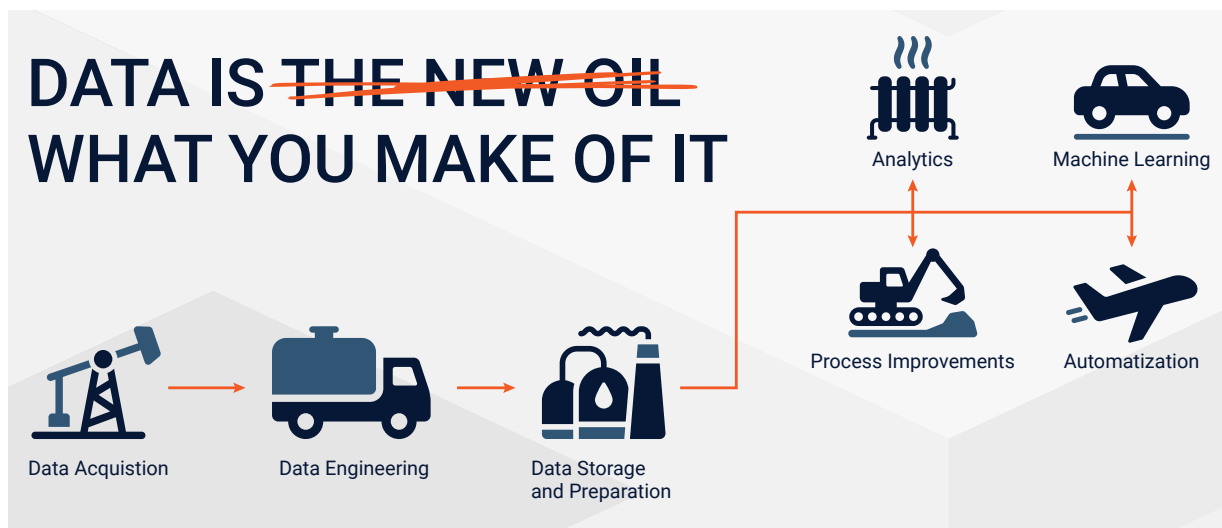 DATA IS THE NEW OIL
WHAT YOU MAKE OF IT
Analytics
Machine Learning
Process Improvements
Automatization
Data Acquistion
Data Engineering
Data Storage
and Preparation